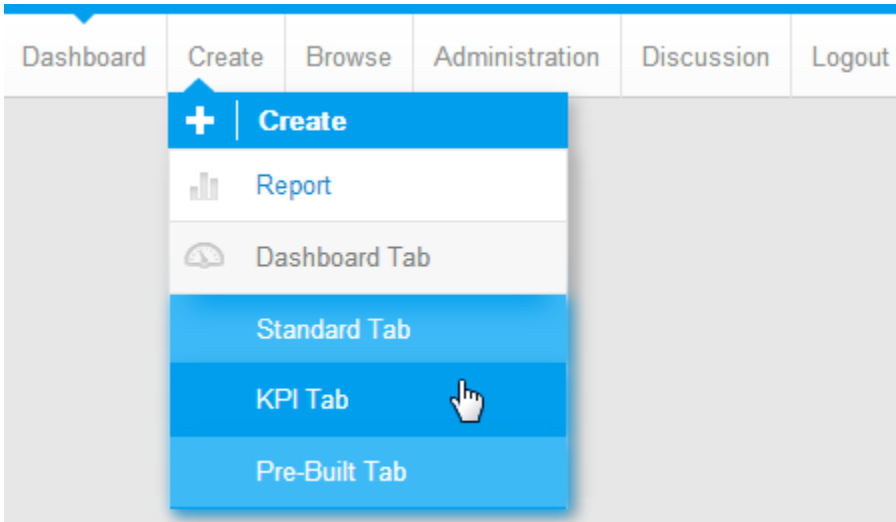 Dashboard Create Browse Administration Discussion Logout
Create
Report
Dashboard Tab
Standard Tab
KPI Tab
Pre-Built Tab